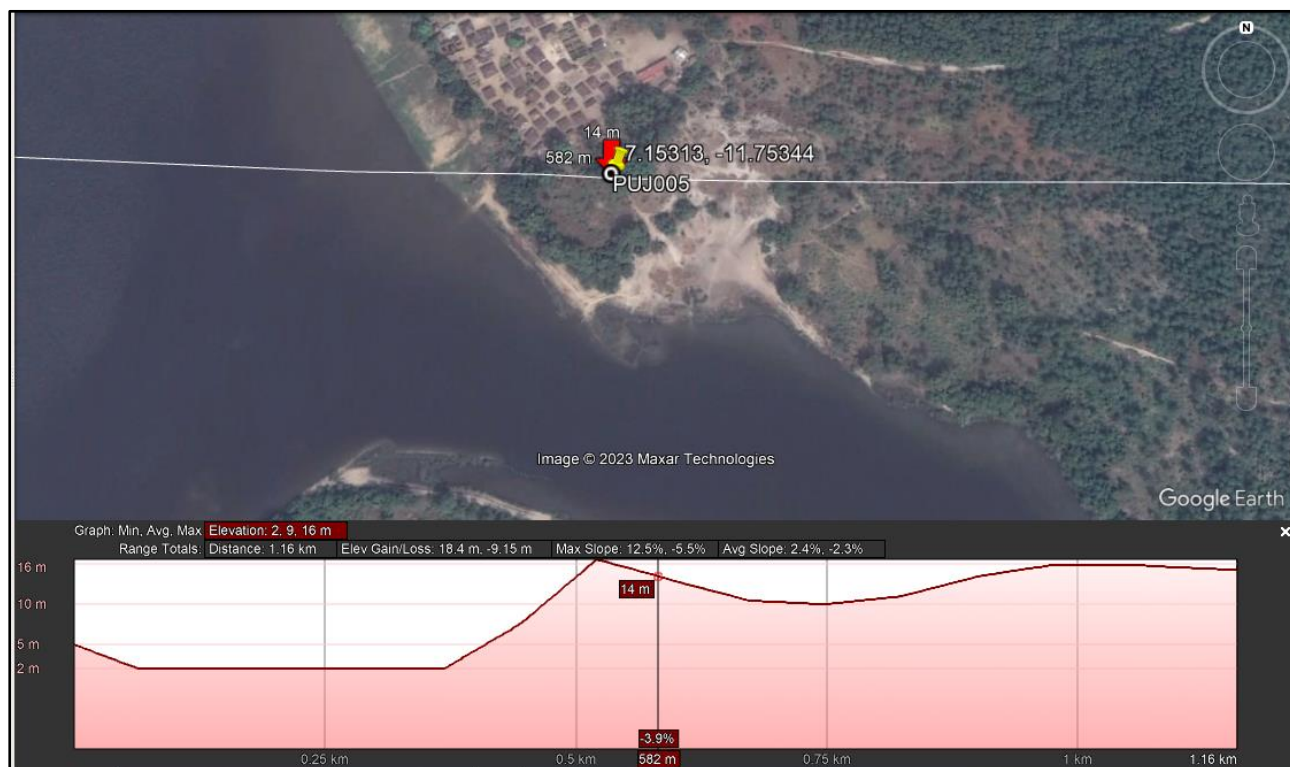 N
14 m
582 m
7.15313, -11.75344
PUJ005
Image © 2023 Maxar Technologies
Google Earth
Graph: Min, Avg, Max Elevation: 2, 9, 16 m
Range Totals: Distance: 1.16 km Elev Gain/Loss: 18.4 m, -9.15 m Max Slope: 12.5%, -5.5% Avg Slope: 2.4%, -2.3%
16 m
14 m
10 m
5 m
2 m
-3.9%
0.25 km 0.5 km 582 m 0.75 km 1 km 1.16 km